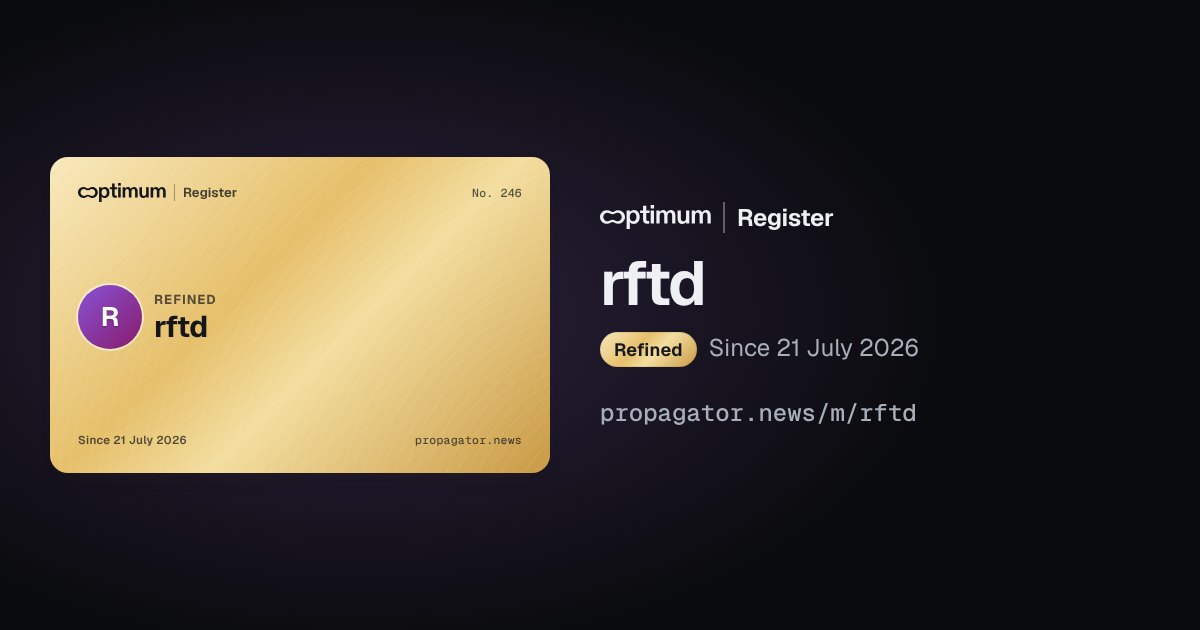 optimum | Register
No. 246
R
REFINED
rftd
Since 21 July 2026
propagator.news
optimum | Register
rftd
Refined Since 21 July 2026
propagator.news/m/rftd